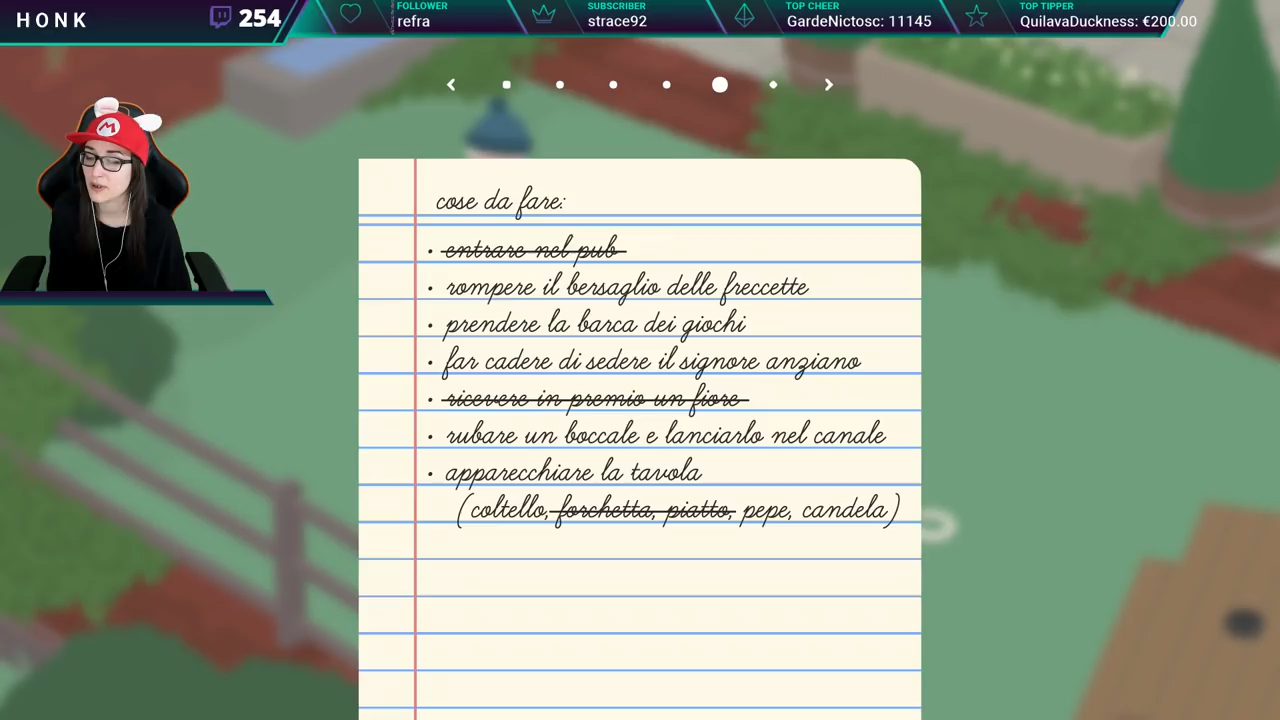 HONK
254
FOLLOWER
refra
SUBSCRIBER
strace92
TOP CHEER
GardeNictosc: 11145
TOP TIPPER
QuilavaDuckness: €200.00
M
cose da fare:
• entrare nel pub
• rompere il bersaglio delle freccette
• prendere la barca dei giochi
• far cadere di sedere il signore anziano
• ricevere in premio un fiore
• rubare un boccale e lanciarlo nel canale
• apparecchiare la tavola
(coltello, forchetta, piatto, pepe, candela)